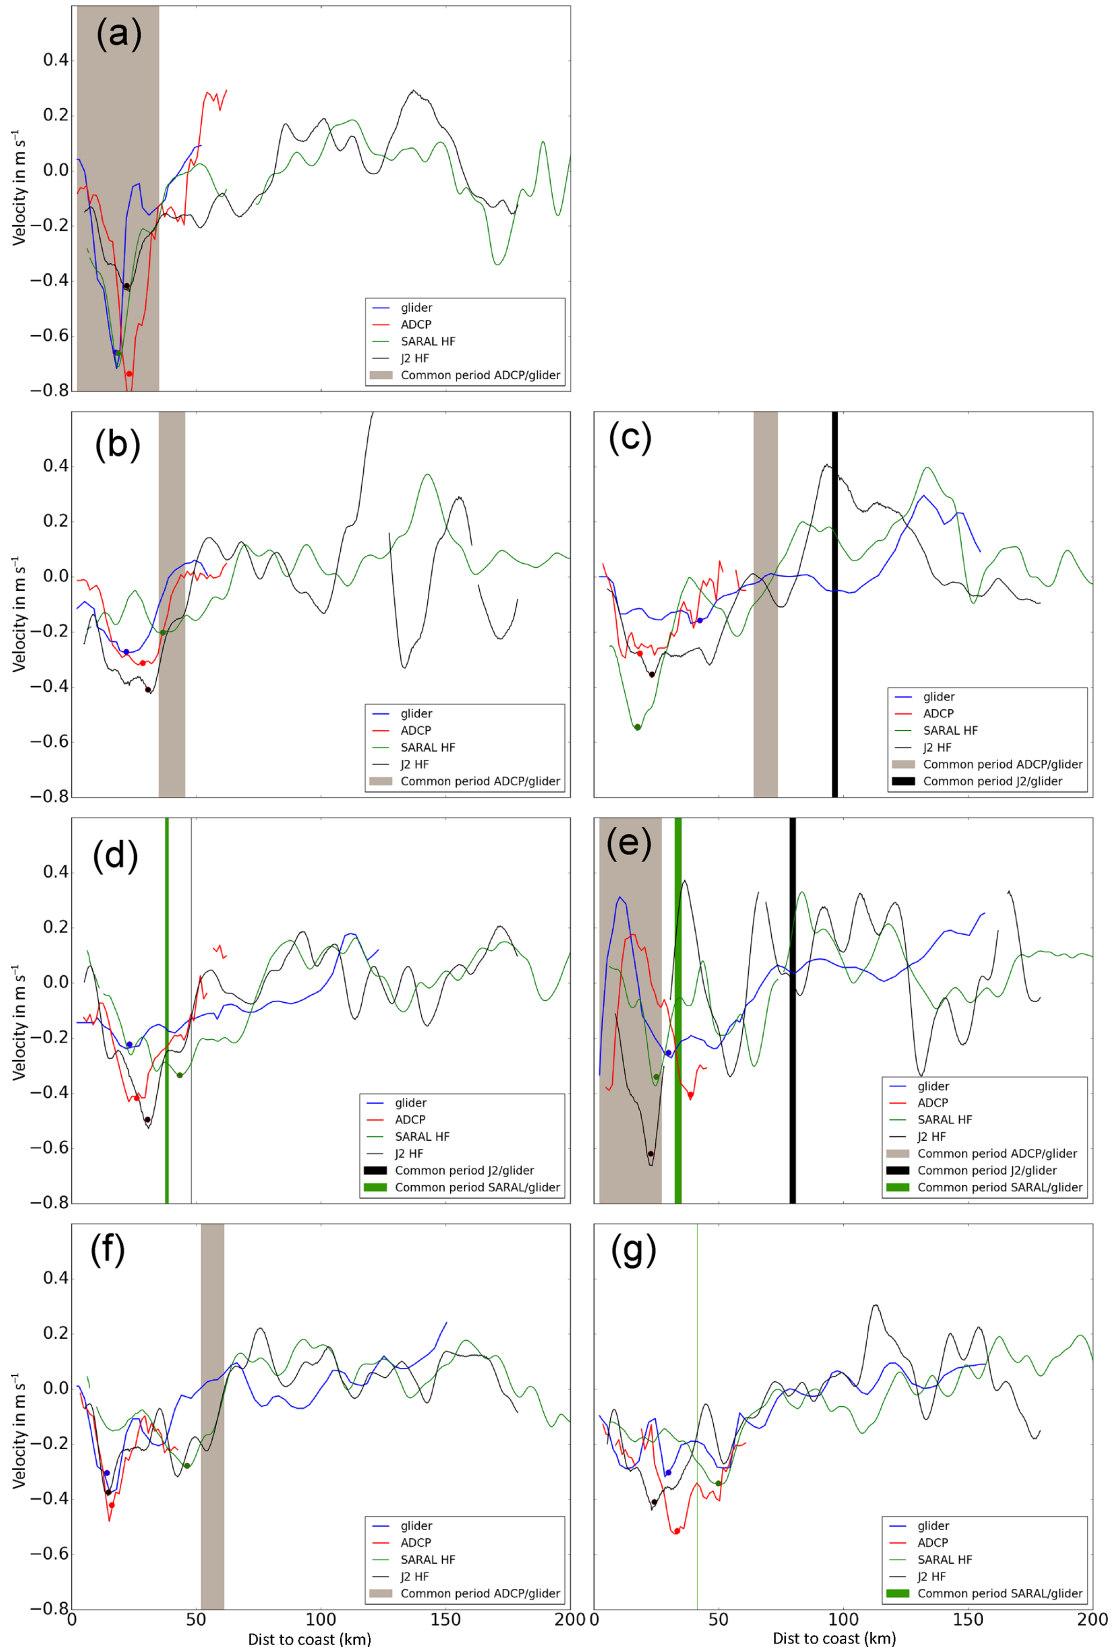 (a)
0.4
0.2
0.0
−0.2
−0.4
−0.6
−0.8
Velocity in m s⁻¹
glider
ADCP
SARAL HF
J2 HF
Common period ADCP/glider
0
50
100
150
200
(b)
0.4
0.2
0.0
−0.2
−0.4
−0.6
−0.8
Velocity in m s⁻¹
glider
ADCP
SARAL HF
J2 HF
Common period ADCP/glider
(c)
glider
ADCP
SARAL HF
J2 HF
Common period ADCP/glider
Common period J2/glider
(d)
0.4
0.2
0.0
−0.2
−0.4
−0.6
−0.8
Velocity in m s⁻¹
glider
ADCP
SARAL HF
J2 HF
Common period J2/glider
Common period SARAL/glider
(e)
glider
ADCP
SARAL HF
J2 HF
Common period ADCP/glider
Common period J2/glider
Common period SARAL/glider
(f)
0.4
0.2
0.0
−0.2
−0.4
−0.6
−0.8
Velocity in m s⁻¹
glider
ADCP
SARAL HF
J2 HF
Common period ADCP/glider
0 50 100 150 200
Dist to coast (km)
(g)
glider
ADCP
SARAL HF
J2 HF
Common period SARAL/glider
0 50 100 150 200
Dist to coast (km)